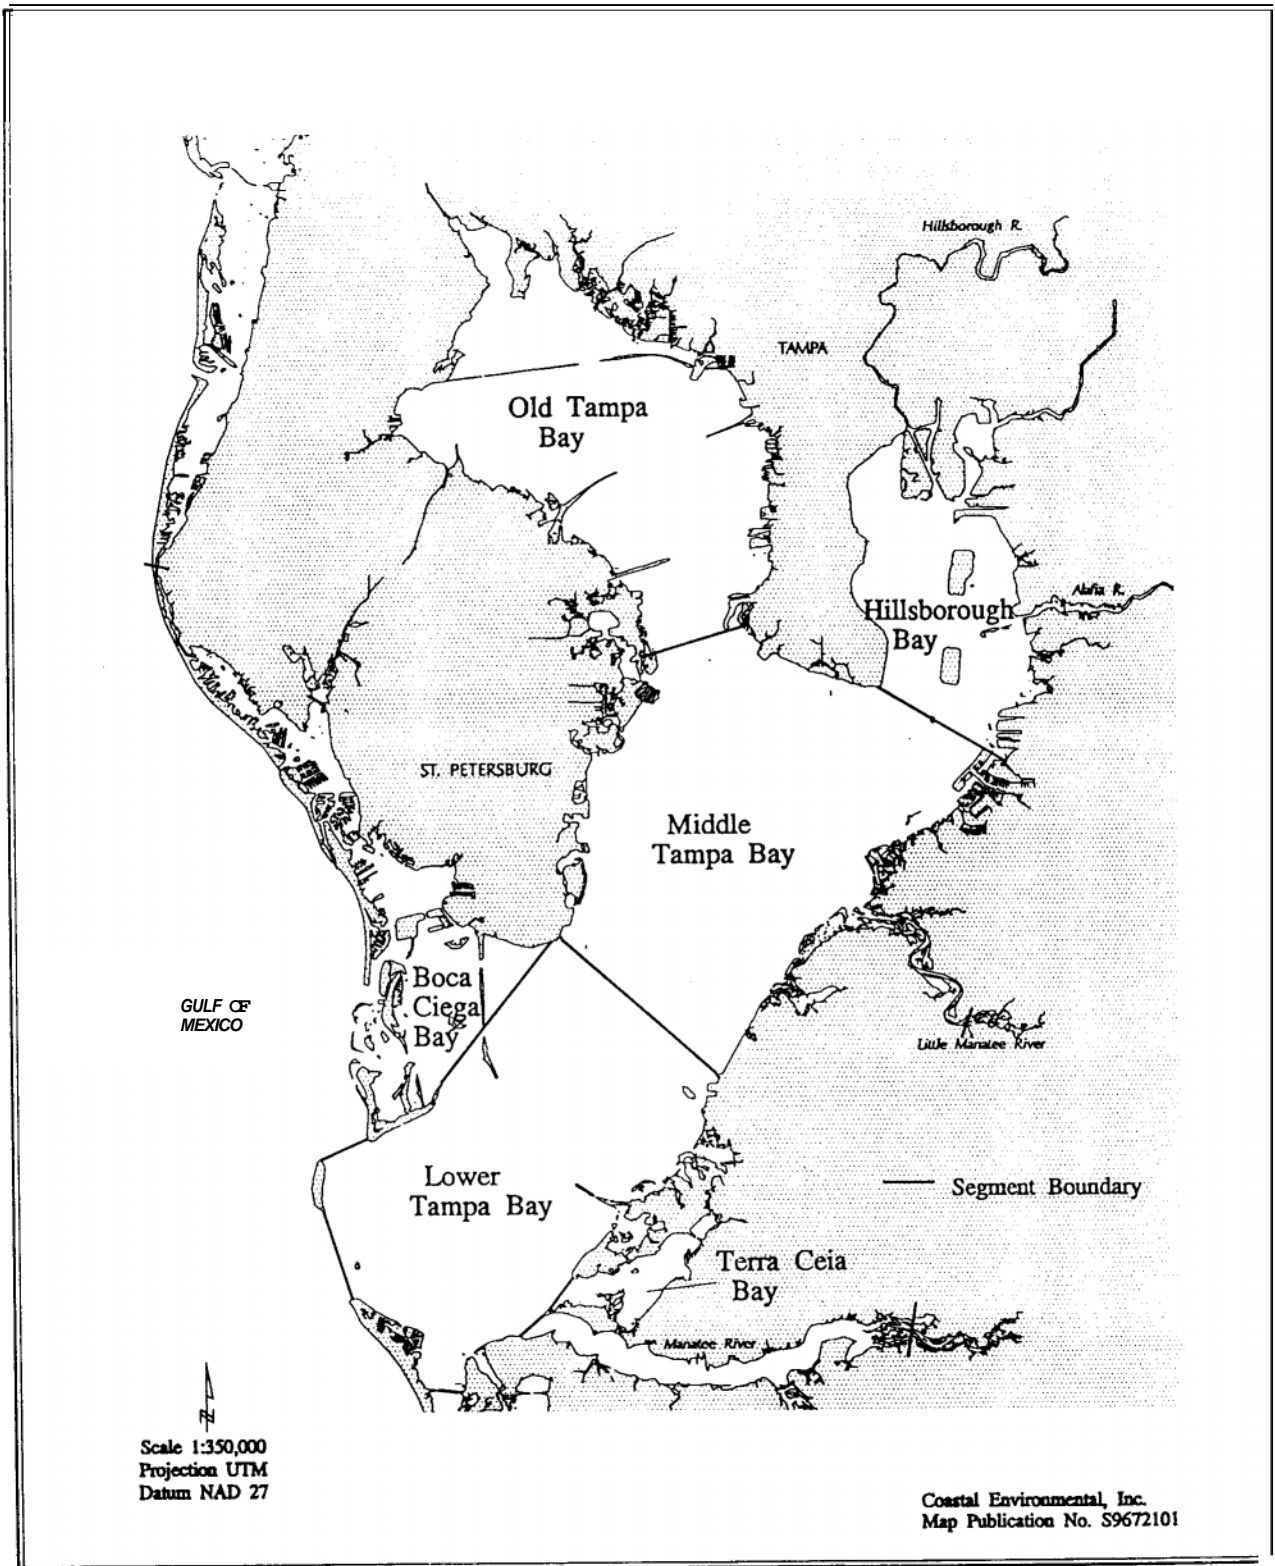 Hillsborough R.
TAMPA
Old Tampa
Bay
Alafia R.
Hillsborough
Bay
ST. PETERSBURG
Middle
Tampa Bay
Boca
Ciega
Bay
GULF OF
MEXICO
Little Manatee River
Lower
Tampa Bay
Segment Boundary
Terra Ceia
Bay
Manatee River
N
Scale 1:350,000
Projection UTM
Datum NAD 27
Coastal Environmental, Inc.
Map Publication No. S9672101